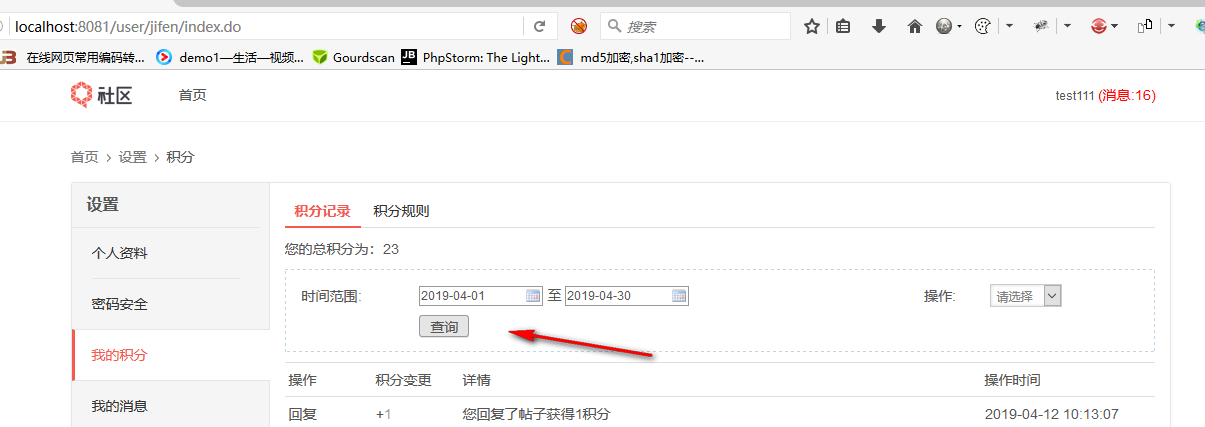 localhost:8081/user/jifen/index.do 搜索
在线网页常用编码转... demo1—生活—视频... Gourdscan JB PhpStorm: The Light... C md5加密,sha1加密--...
社区 首页 test111 (消息:16)
首页 > 设置 > 积分
设置
个人资料
密码安全
我的积分
我的消息
积分记录 积分规则
您的总积分为：23
时间范围: 2019-04-01 至 2019-04-30 操作: 请选择
查询
操作 积分变更 详情 操作时间
回复 +1 您回复了帖子获得1积分 2019-04-12 10:13:07